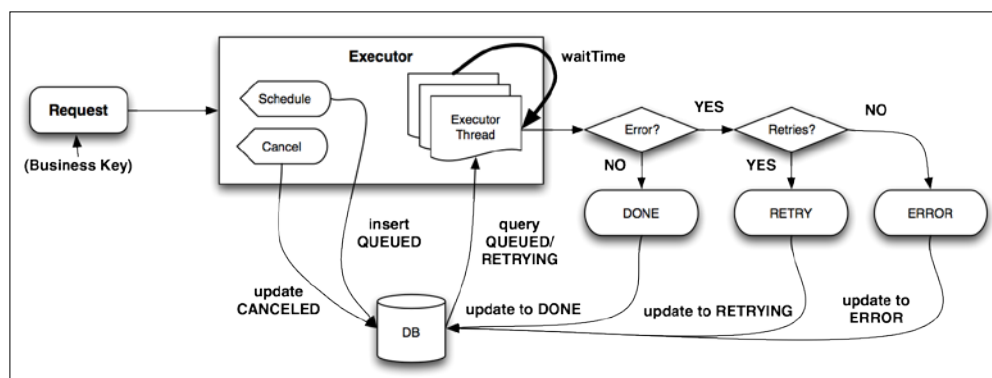 Executor
waitTime
Request
(Business Key)
Schedule
Cancel
Executor
Thread
Error?
YES
Retries?
NO
NO
YES
DONE
RETRY
ERROR
insert
QUEUED
query
QUEUED/
RETRYING
update
CANCELED
DB
update to DONE
update to RETRYING
update to
ERROR